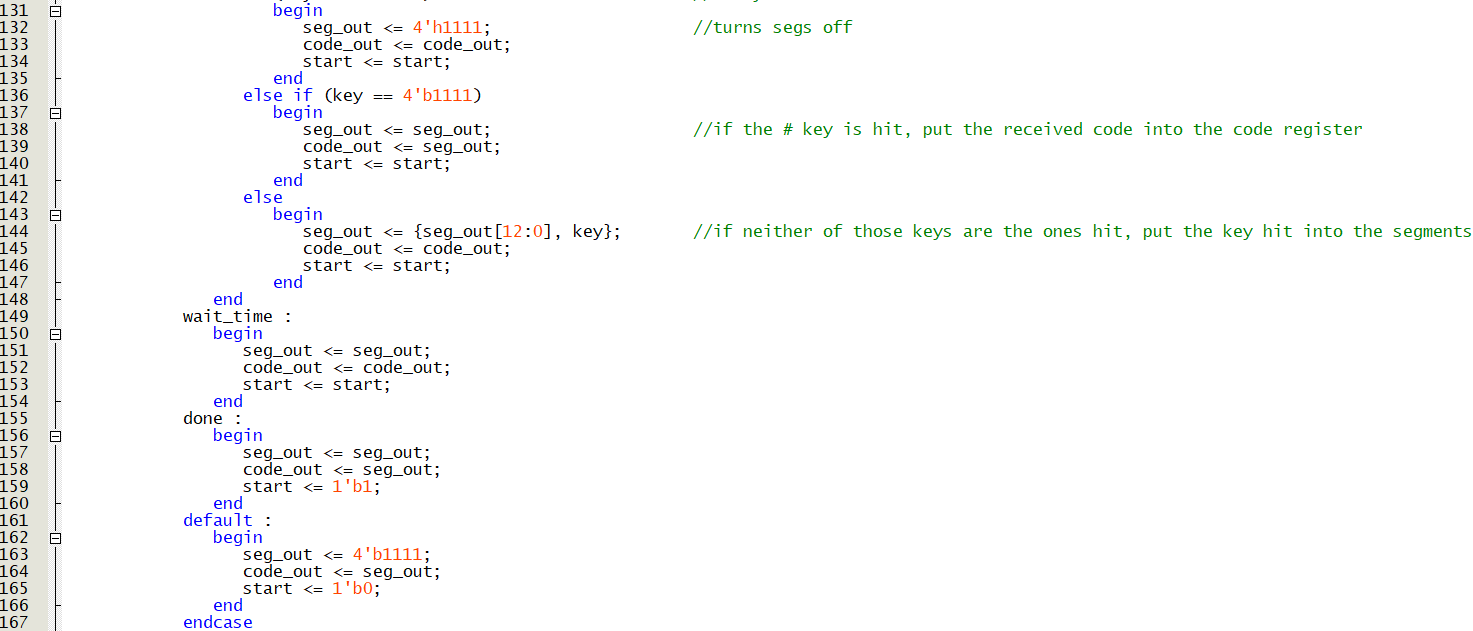 131 begin
132 seg_out <= 4'h1111; //turns segs off
133 code_out <= code_out;
134 start <= start;
135 end
136 else if (key == 4'b1111)
137 begin
138 seg_out <= seg_out; //if the # key is hit, put the received code into the code register
139 code_out <= seg_out;
140 start <= start;
141 end
142 else
143 begin
144 seg_out <= {seg_out[12:0], key}; //if neither of those keys are the ones hit, put the key hit into the segments
145 code_out <= code_out;
146 start <= start;
147 end
148 end
149 wait_time :
150 begin
151 seg_out <= seg_out;
152 code_out <= code_out;
153 start <= start;
154 end
155 done :
156 begin
157 seg_out <= seg_out;
158 code_out <= seg_out;
159 start <= 1'b1;
160 end
161 default :
162 begin
163 seg_out <= 4'b1111;
164 code_out <= seg_out;
165 start <= 1'b0;
166 end
167 endcase